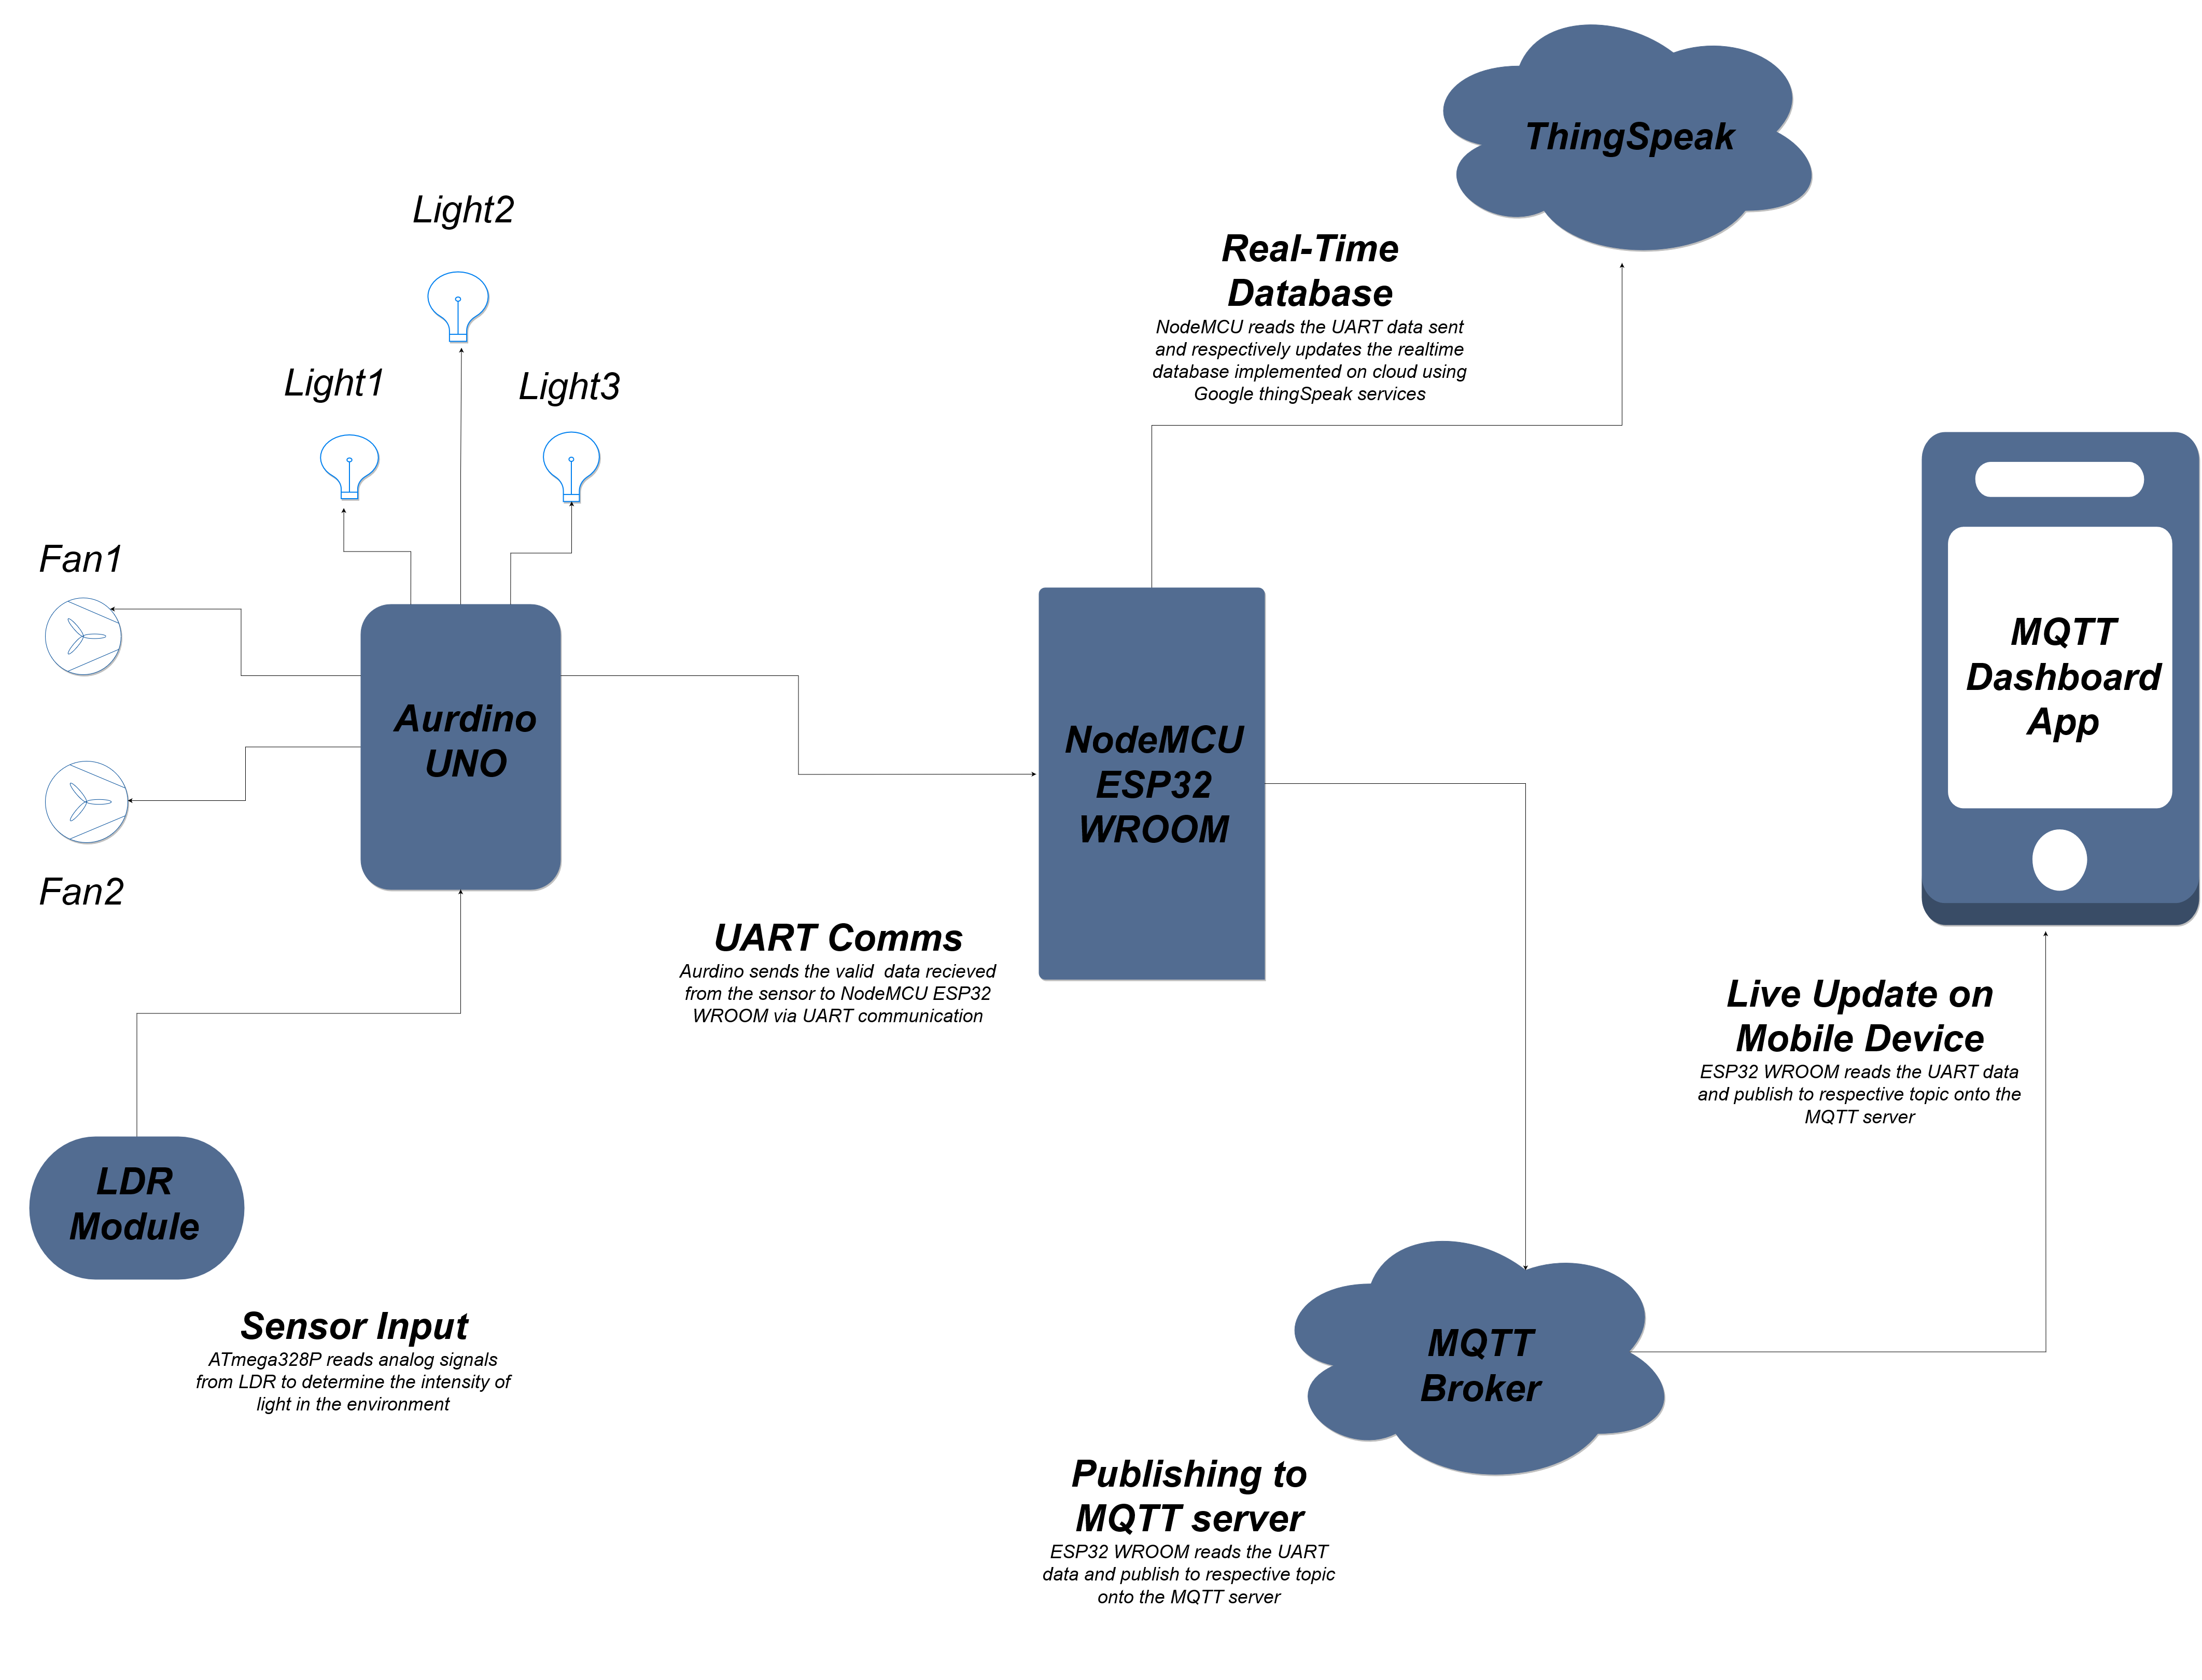 ThingSpeak
Light2
Real-Time
Database
NodeMCU reads the UART data sent
and respectively updates the realtime
database implemented on cloud using
Google thingSpeak services
Light1
Light3
Fan1
MQTT
Dashboard
App
Aurdino
UNO
NodeMCU
ESP32
WROOM
Fan2
UART Comms
Aurdino sends the valid  data recieved
from the sensor to NodeMCU ESP32
WROOM via UART communication
Live Update on
Mobile Device
ESP32 WROOM reads the UART data
and publish to respective topic onto the
MQTT server
LDR
Module
Sensor Input
ATmega328P reads analog signals
from LDR to determine the intensity of
light in the environment
MQTT
Broker
Publishing to
MQTT server
ESP32 WROOM reads the UART
data and publish to respective topic
onto the MQTT server